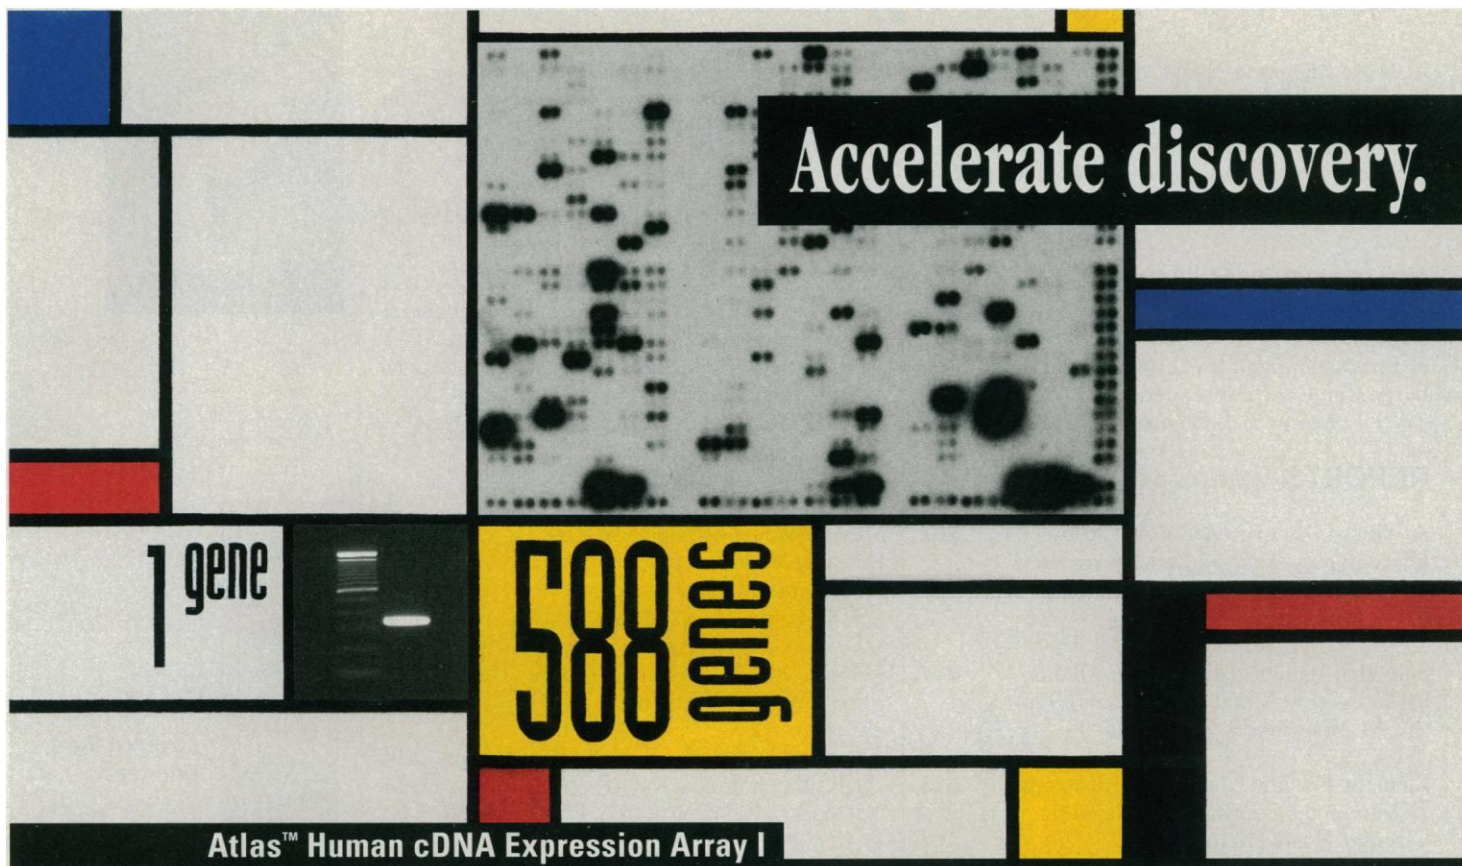 Accelerate discovery.
1 gene
588 genes
Atlas™ Human cDNA Expression Array I